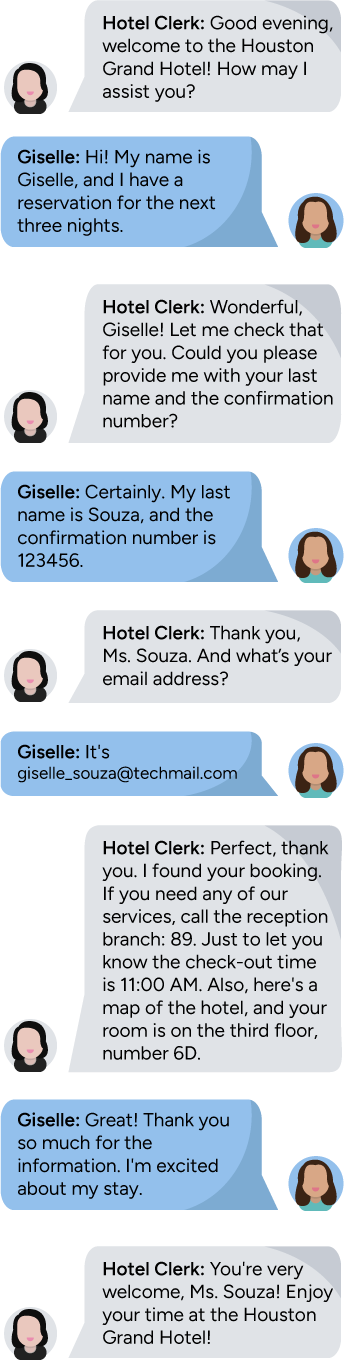 Hotel Clerk: Good evening,
welcome to the Houston
Grand Hotel! How may I
assist you?
Giselle: Hi! My name is
Giselle, and I have a
reservation for the next
three nights.
Hotel Clerk: Wonderful,
Giselle! Let me check that
for you. Could you please
provide me with your last
name and the confirmation
number?
Giselle: Certainly. My last
name is Souza, and the
confirmation number is
123456.
Hotel Clerk: Thank you,
Ms. Souza. And what’s your
email address?
Giselle: It's
giselle_souza@techmail.com
Hotel Clerk: Perfect, thank
you. I found your booking.
If you need any of our
services, call the reception
branch: 89. Just to let you
know the check-out time
is 11:00 AM. Also, here's a
map of the hotel, and your
room is on the third floor,
number 6D.
Giselle: Great! Thank you
so much for the
information. I'm excited
about my stay.
Hotel Clerk: You're very
welcome, Ms. Souza! Enjoy
your time at the Houston
Grand Hotel!